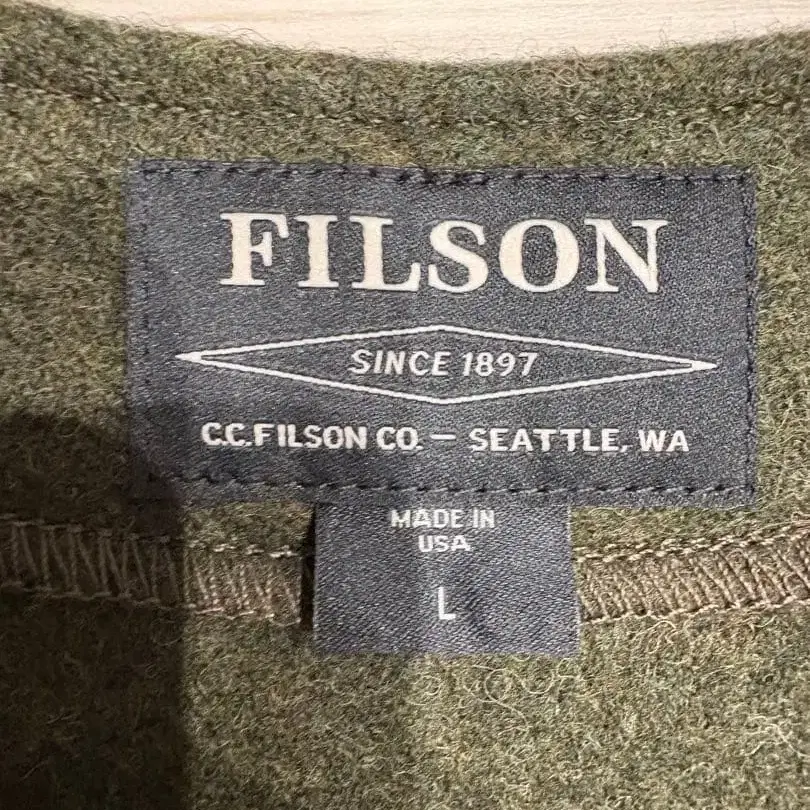 FILSON
SINCE 1897
C.C.FILSON CO. — SEATTLE, WA
MADE IN
USA
L